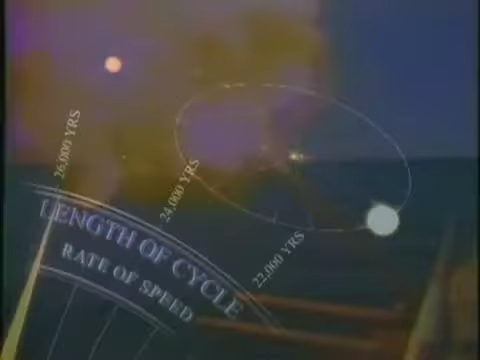 26,000 YRS
24,000 YRS
22,000 YRS
LENGTH OF CYCLE
RATE OF SPEED